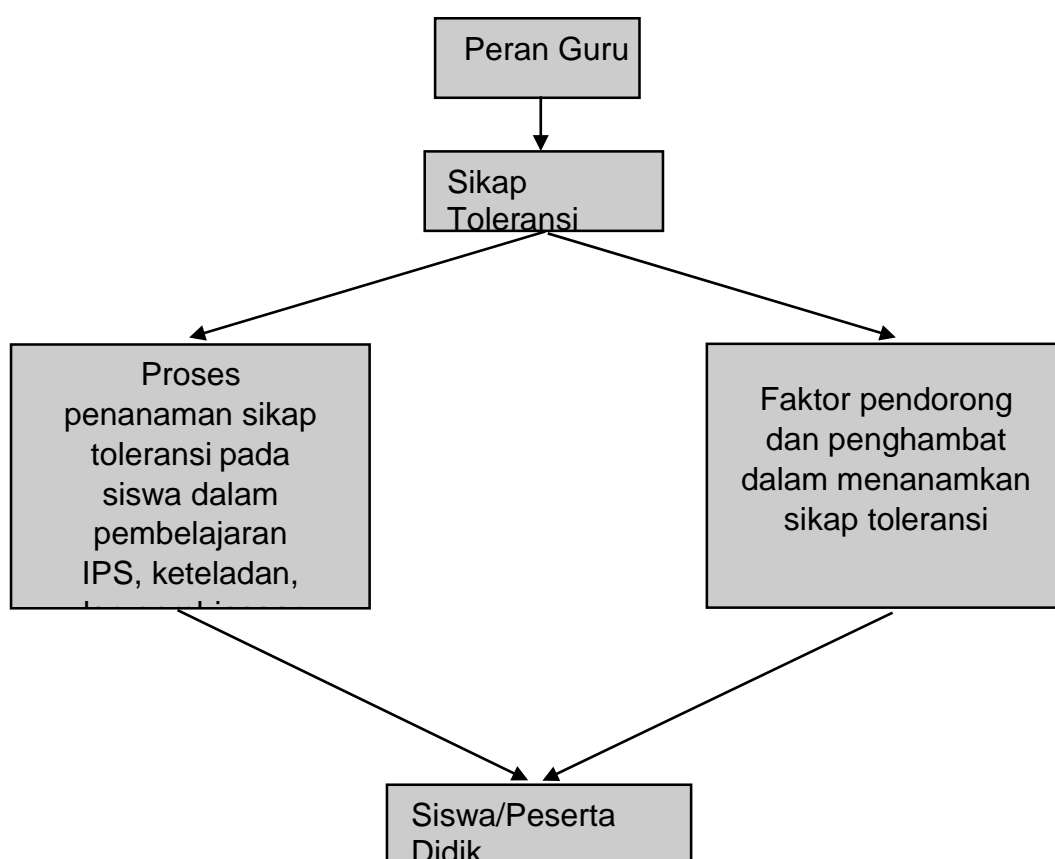 Peran Guru
Sikap
Toleransi
Proses
penanaman sikap
toleransi pada
siswa dalam
pembelajaran
IPS, keteladan,
Faktor pendorong
dan penghambat
dalam menanamkan
sikap toleransi
Siswa/Peserta
Didik